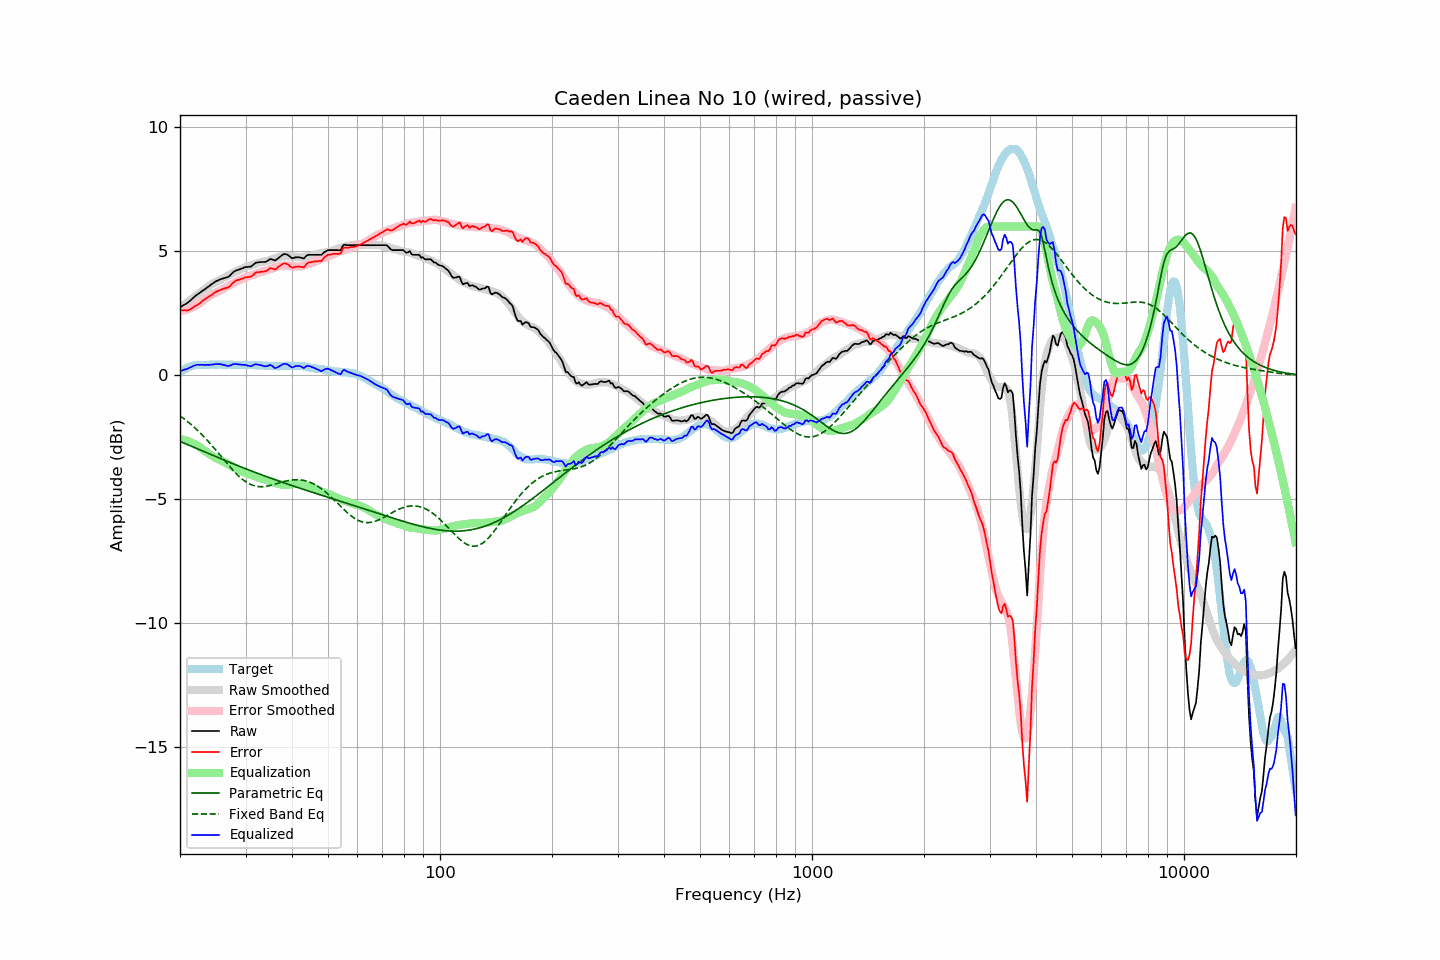 Caeden Linea No 10 (wired, passive)
10
5
0
−5
−10
−15
Amplitude (dBr)
Target
Raw Smoothed
Error Smoothed
Raw
Error
Equalization
Parametric Eq
Fixed Band Eq
Equalized
100
1000
10000
Frequency (Hz)